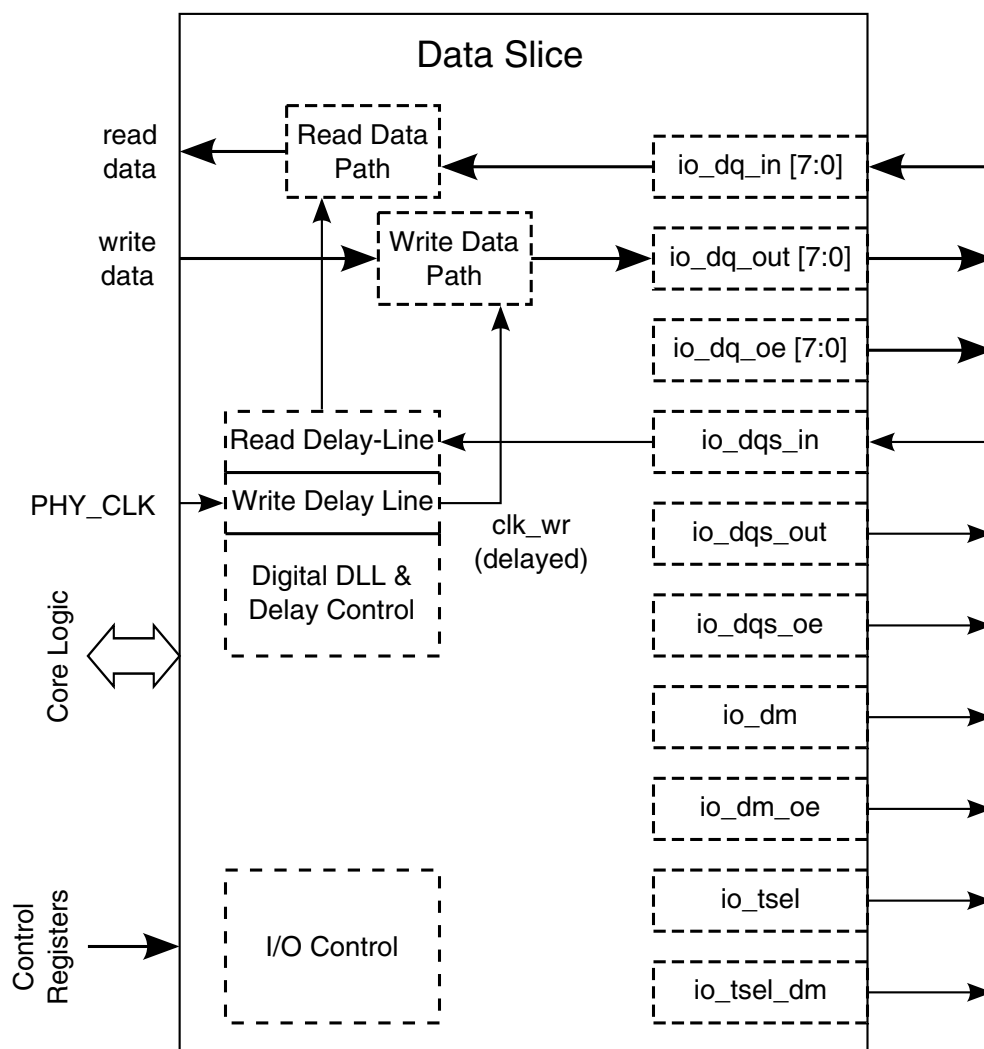 Data Slice
read
data
Read Data
Path
io_dq_in [7:0]
write
data
Write Data
Path
io_dq_out [7:0]
io_dq_oe [7:0]
Read Delay-Line
io_dqs_in
PHY_CLK
Write Delay Line
clk_wr
(delayed)
io_dqs_out
Digital DLL &
Delay Control
io_dqs_oe
Core Logic
io_dm
io_dm_oe
Control
Registers
I/O Control
io_tsel
io_tsel_dm